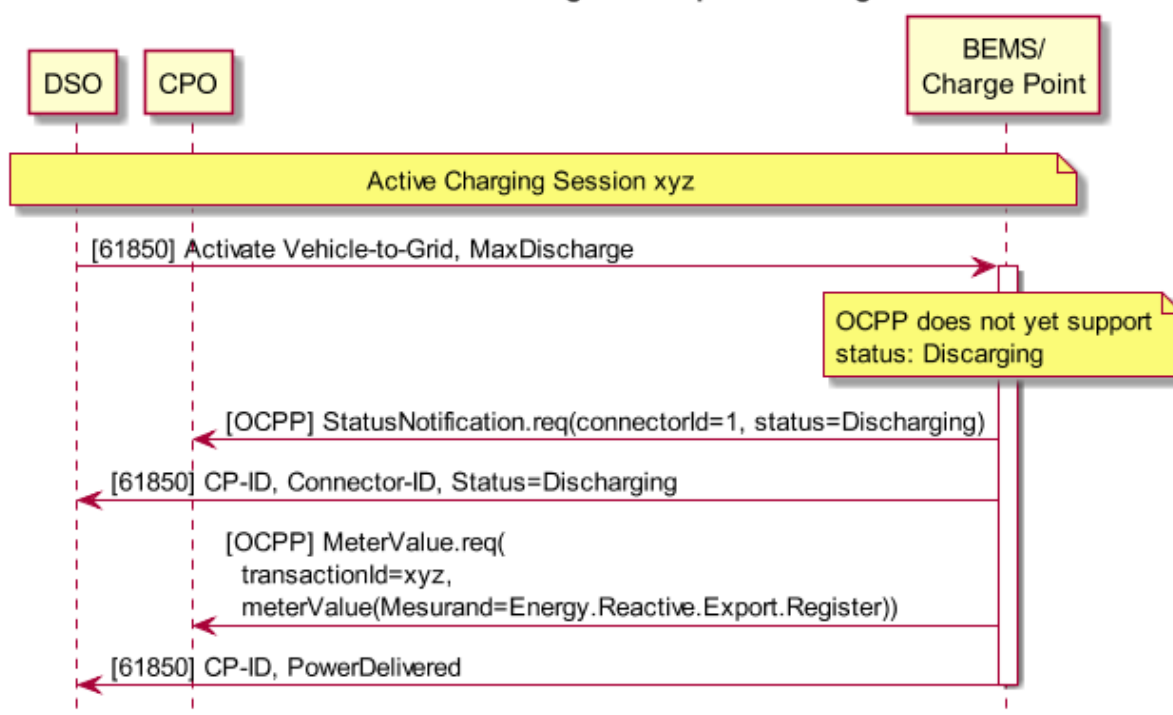 DSO
CPO
BEMS/
Charge Point
Active Charging Session xyz
[61850] Activate Vehicle-to-Grid, MaxDischarge
OCPP does not yet support
status: Discarging
[OCPP] StatusNotification.req(connectorId=1, status=Discharging)
[61850] CP-ID, Connector-ID, Status=Discharging
[OCPP] MeterValue.req(
transactionId=xyz,
meterValue(Mesurand=Energy.Reactive.Export.Register))
[61850] CP-ID, PowerDelivered